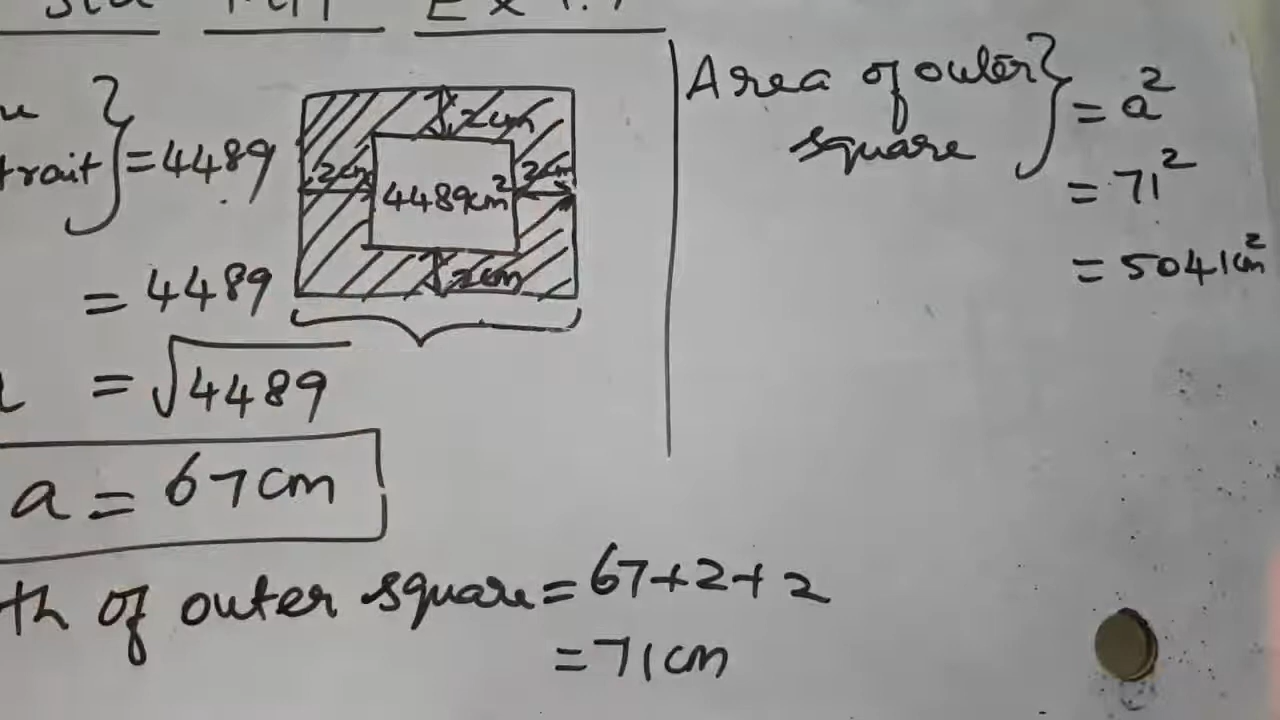 trait } = 4489
= 4489
2cm
2cm
4489cm²
2cm
2cm
= √4489
a = 67cm
th of outer square = 67+2+2
= 71cm
Area of outer square } = a²
= 71²
= 5041cm²